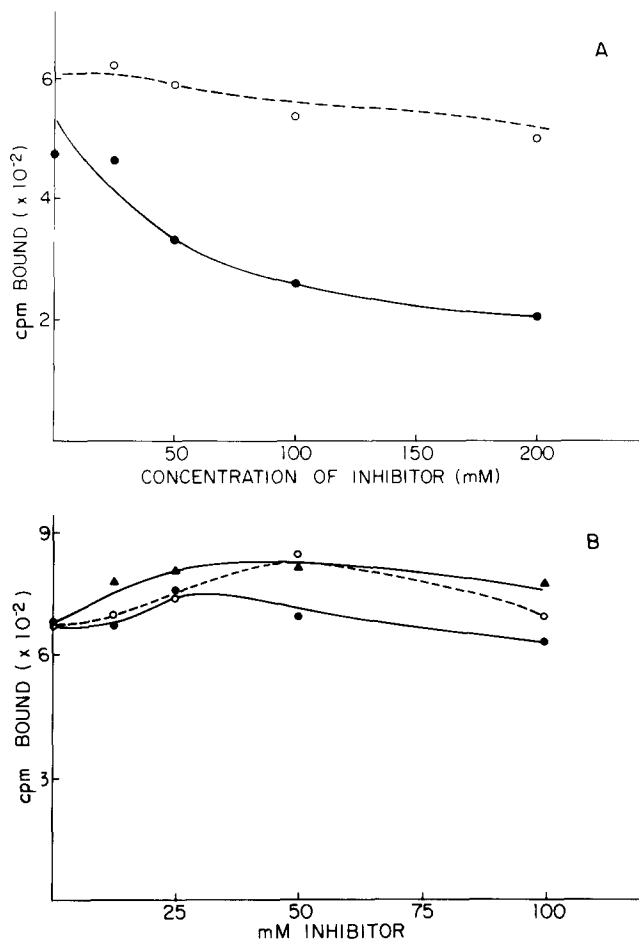 A
6
4
2
cpm BOUND (x 10⁻²)
50 100 150 200
CONCENTRATION OF INHIBITOR (mM)
B
9
6
3
cpm BOUND (x 10⁻²)
25 50 75 100
mM INHIBITOR